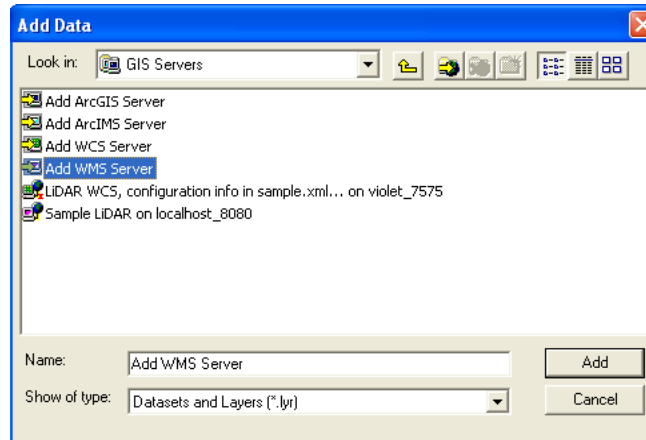 Add Data
Look in: GIS Servers
Add ArcGIS Server
Add ArcIMS Server
Add WCS Server
Add WMS Server
LiDAR WCS, configuration info in sample.xml... on violet_7575
Sample LiDAR on localhost_8080
Name: Add WMS Server Add
Show of type: Datasets and Layers (*.lyr) Cancel